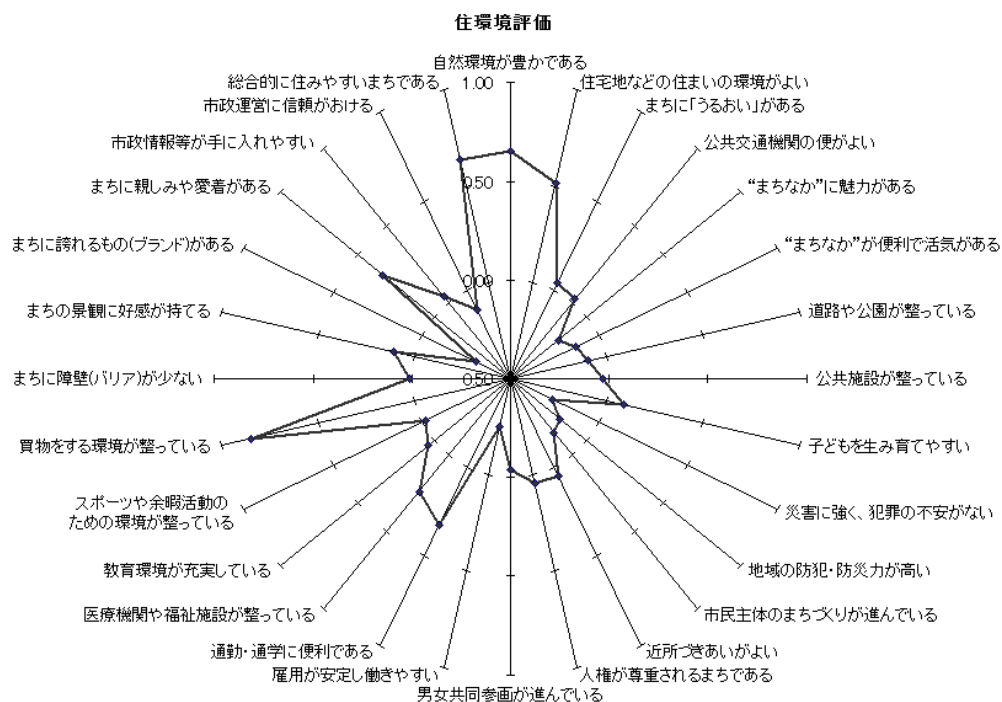 住環境評価
自然環境が豊かである
住宅地などの住まいの環境がよい
まちに「うるおい」がある
公共交通機関の便がよい
“まちなか”に魅力がある
“まちなか”が便利で活気がある
道路や公園が整っている
公共施設が整っている
子どもを生み育てやすい
災害に強く、犯罪の不安がない
地域の防犯・防災力が高い
市民主体のまちづくりが進んでいる
近所づきあいがよい
人権が尊重されるまちである
男女共同参画が進んでいる
雇用が安定し働きやすい
通勤・通学に便利である
医療機関や福祉施設が整っている
教育環境が充実している
スポーツや余暇活動の
ための環境が整っている
買物をする環境が整っている
まちに障壁(バリア)が少ない
まちの景観に好感が持てる
まちに誇れるもの(ブランド)がある
まちに親しみや愛着がある
市政情報等が手に入れやすい
市政運営に信頼がおける
総合的に住みやすいまちである
1.00
0.50